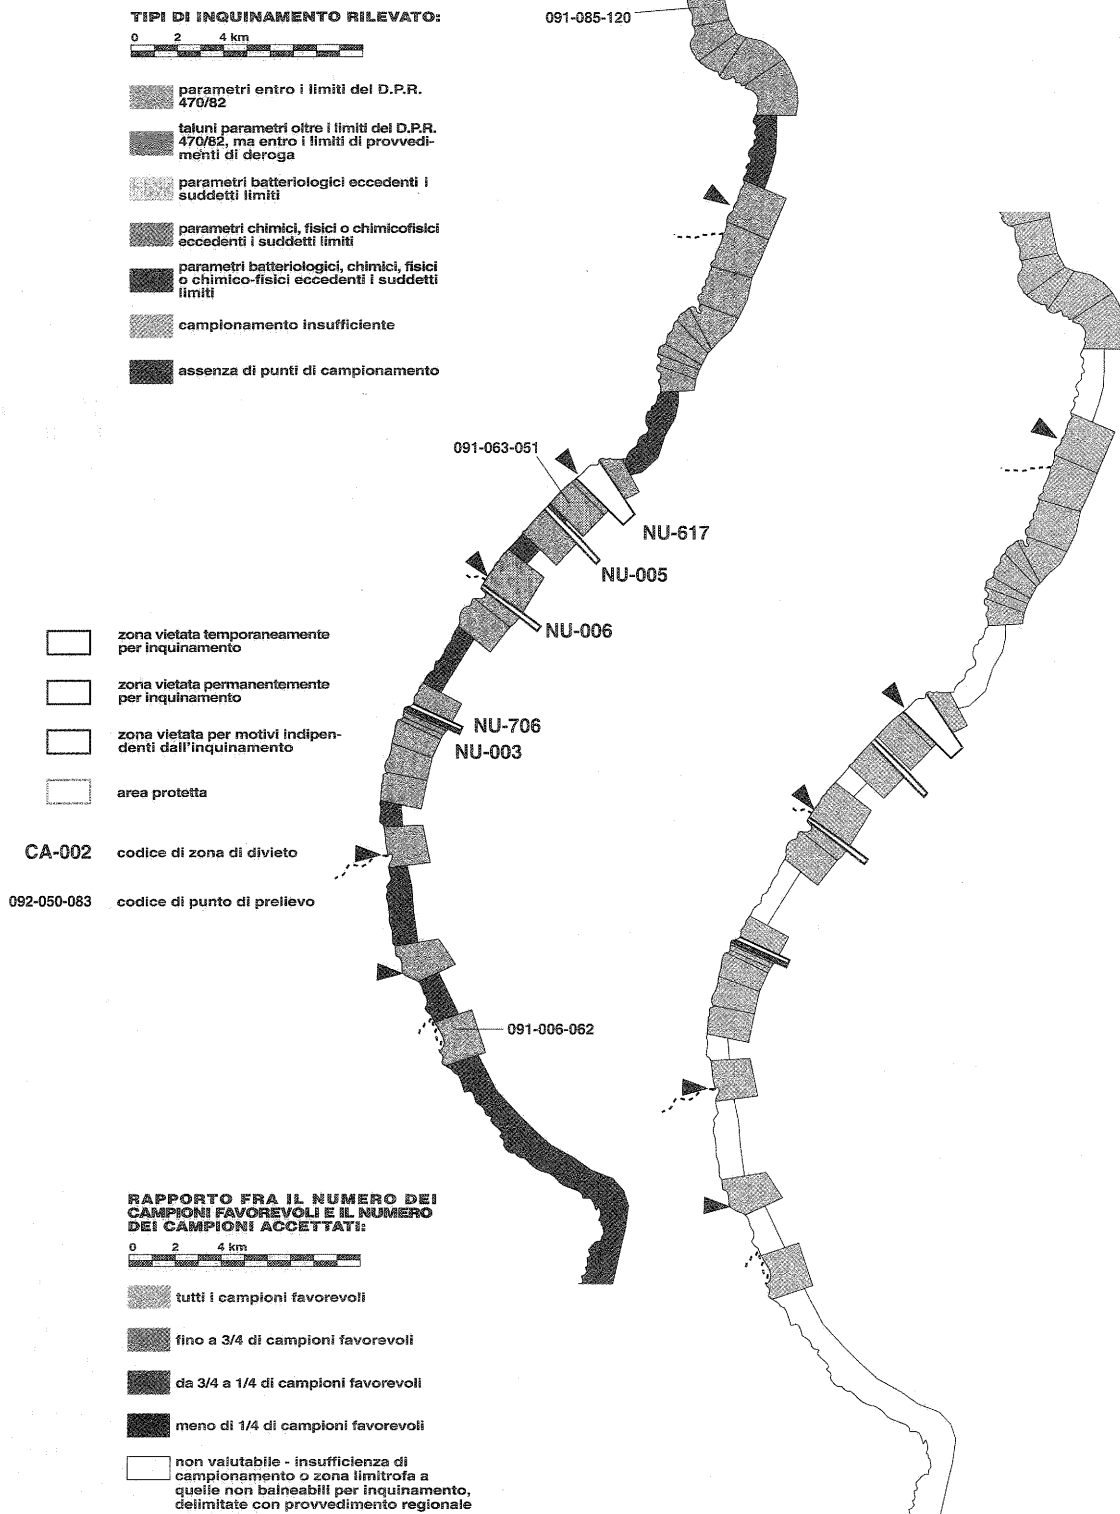 TIPI DI INQUINAMENTO RILEVATO:
0 2 4 km
parametri entro i limiti del D.P.R.
470/82
taluni parametri oltre i limiti del D.P.R.
470/82, ma entro i limiti di provvedi-
menti di deroga
parametri batteriologici eccedenti i
suddetti limiti
parametri chimici, fisici o chimicofisici
eccedenti i suddetti limiti
parametri batteriologici, chimici, fisici
o chimico-fisici eccedenti i suddetti
limiti
campionamento insufficiente
assenza di punti di campionamento
091-085-120
091-063-051
NU-617
NU-005
NU-006
NU-706
NU-003
091-006-062
zona vietata temporaneamente
per inquinamento
zona vietata permanentemente
per inquinamento
zona vietata per motivi indipen-
denti dall'inquinamento
area protetta
CA-002 codice di zona di divieto
092-050-083 codice di punto di prelievo
RAPPORTO FRA IL NUMERO DEI
CAMPIONI FAVOREVOLI E IL NUMERO
DEI CAMPIONI ACCETTATI:
0 2 4 km
tutti i campioni favorevoli
fino a 3/4 di campioni favorevoli
da 3/4 a 1/4 di campioni favorevoli
meno di 1/4 di campioni favorevoli
non valutabile - insufficienza di
campionamento o zona limitrofa a
quelle non balneabili per inquinamento,
delimitate con provvedimento regionale